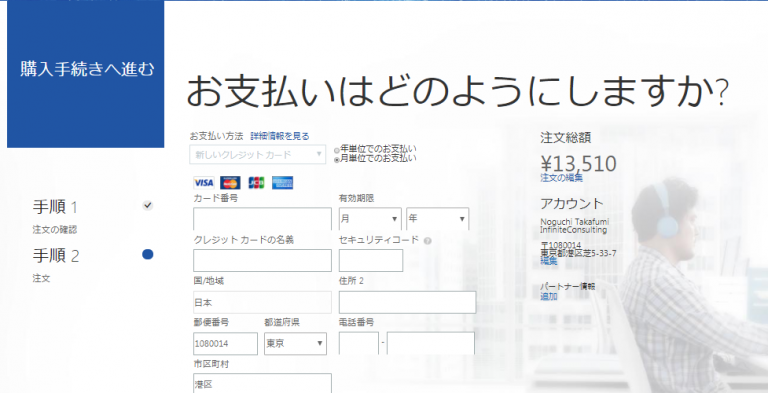 購入手続きへ進む
手順 1
注文の確認
手順 2
注文
お支払いはどのようにしますか?
お支払い方法 詳細情報を見る
新しいクレジット カード
年単位でのお支払い
月単位でのお支払い
VISA MasterCard JCB
カード番号
有効期限
月
年
クレジット カードの名義
セキュリティコード
国/地域
日本
住所 2
郵便番号
1080014
都道府県
東京
電話番号
-
市区町村
港区
注文総額
¥13,510
注文の編集
アカウント
Noguchi Takafumi
InfiniteConsulting
〒1080014
東京都港区芝5-33-7
編集
パートナー情報
追加